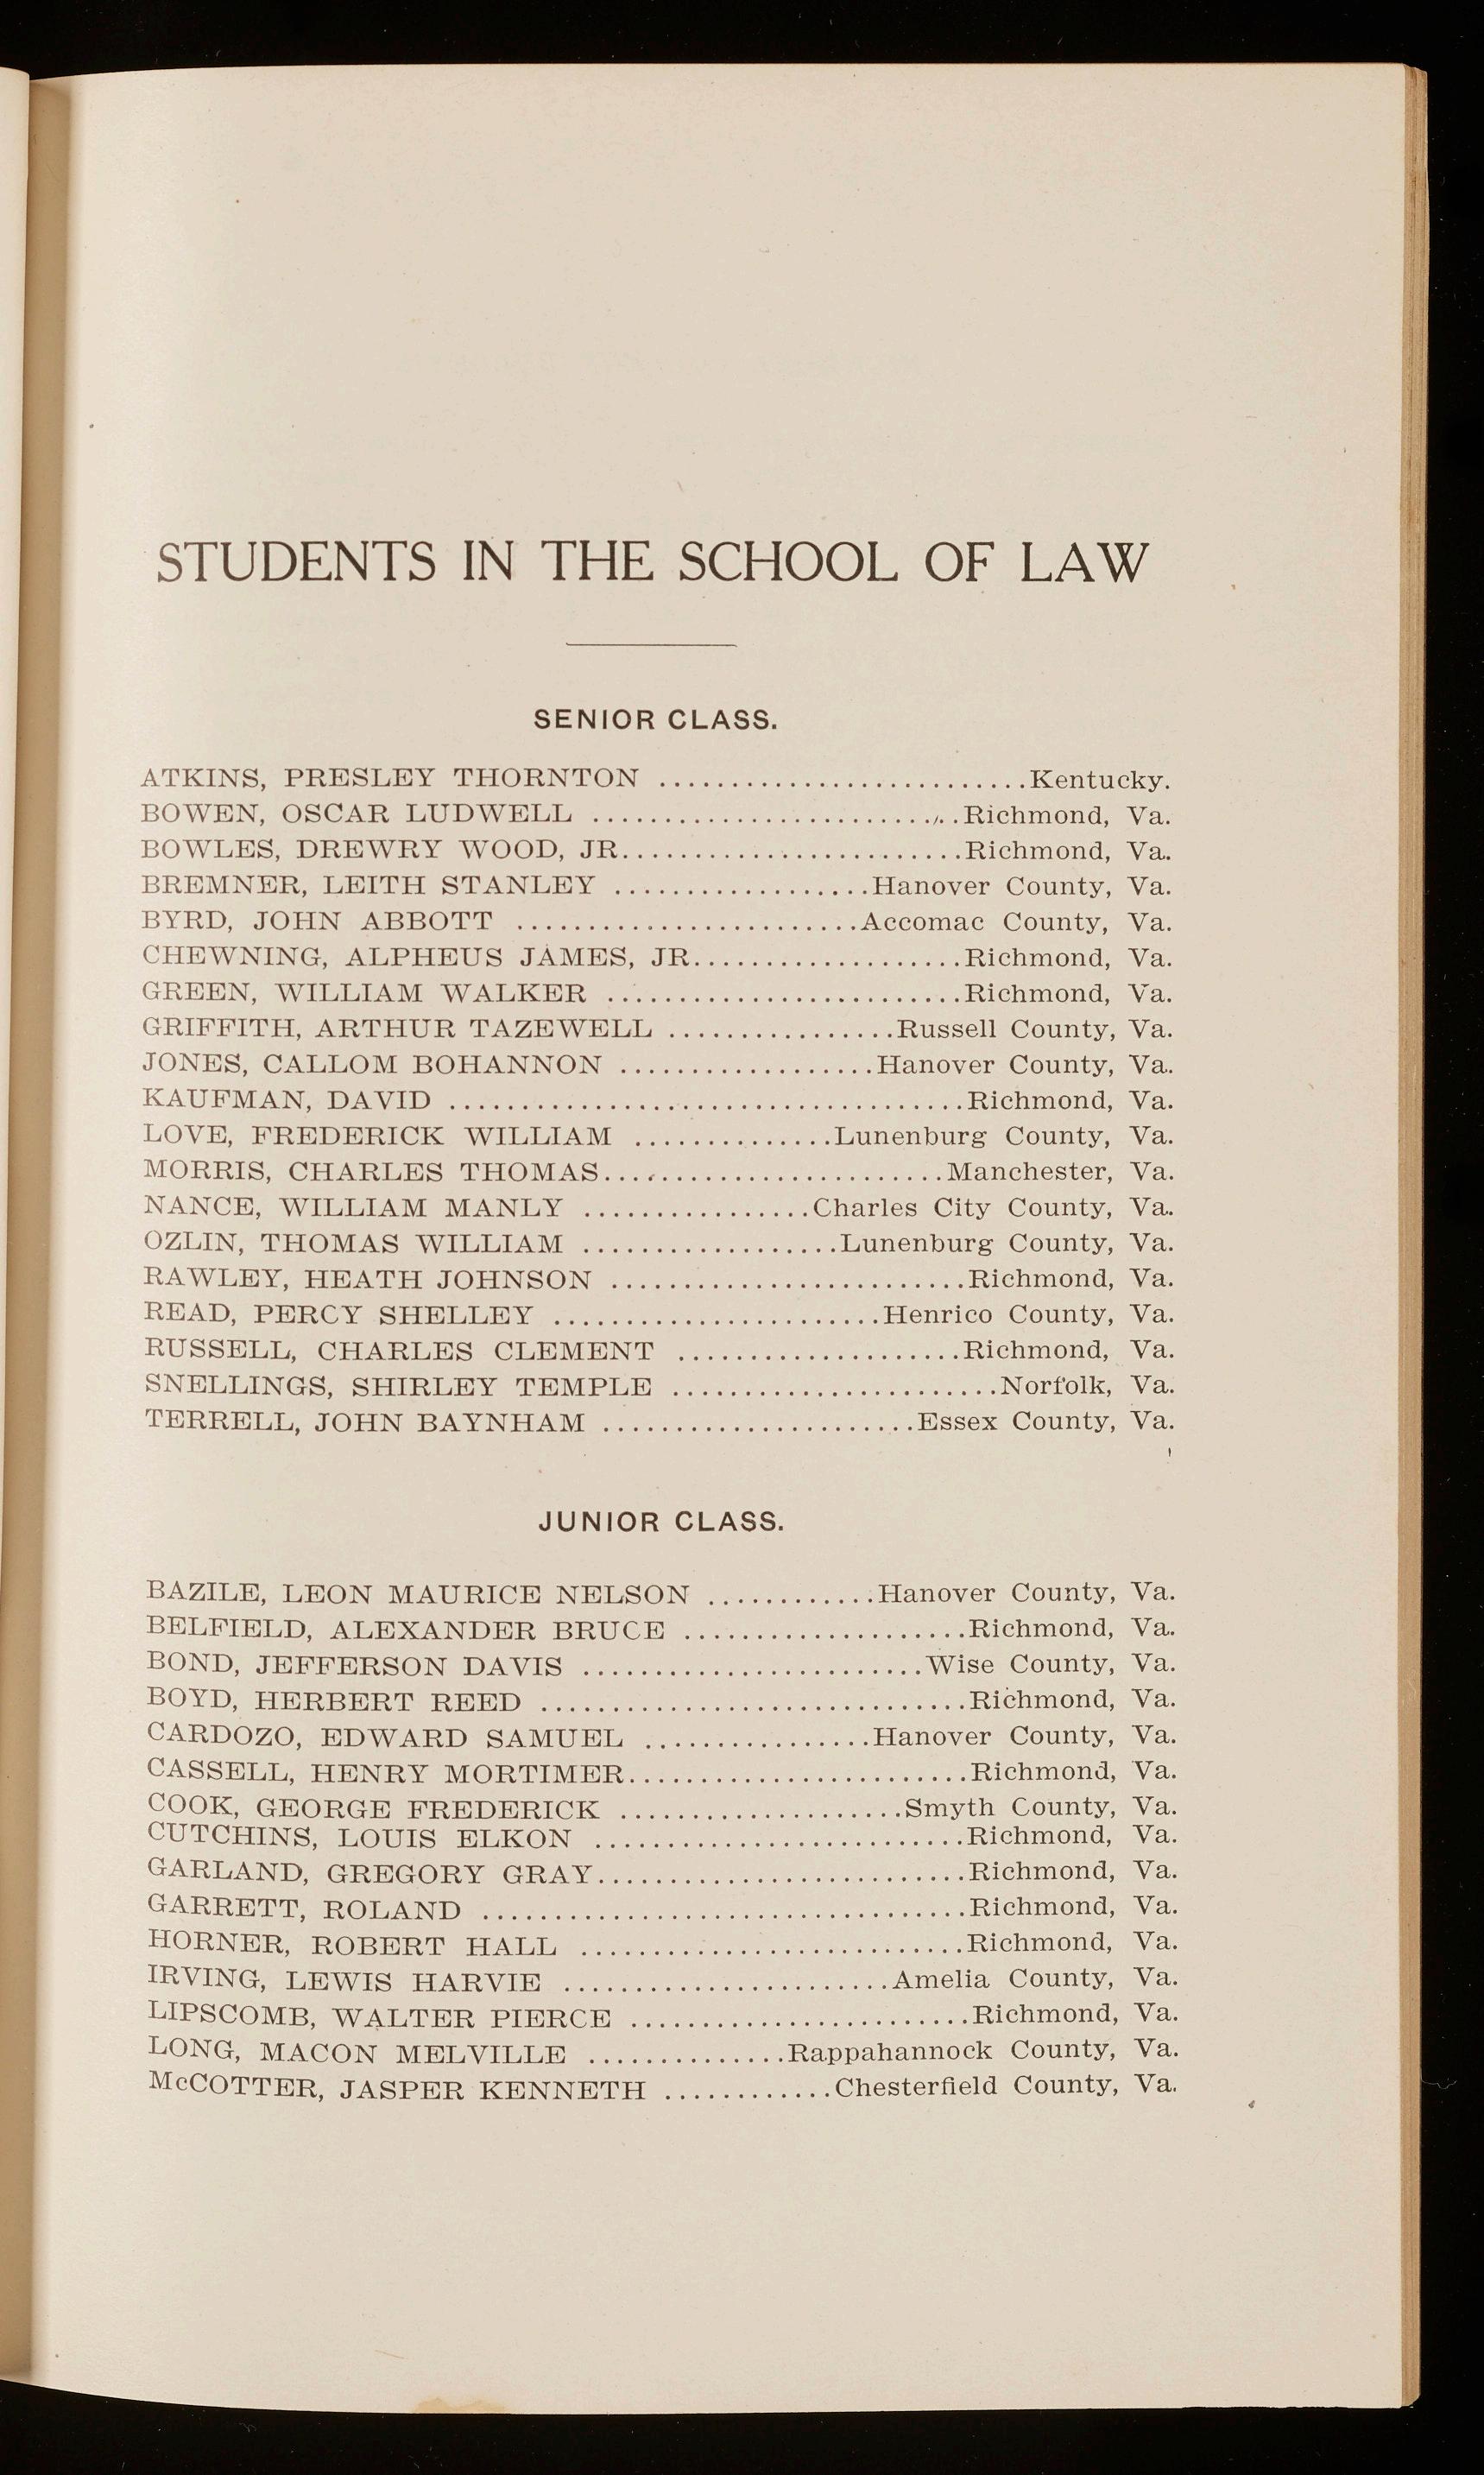 STUDENTS IN THE SCHOOL OF LAW
SENIOR CLASS.
ATKINS, PRESLEY THORNTON ..........................Kentucky.
BOWEN, OSCAR LUDWELL ..........................Richmond, Va.
BOWLES, DREWRY WOOD, JR........................Richmond, Va.
BREMNER, LEITH STANLEY ..................Hanover County, Va.
BYRD, JOHN ABBOTT ........................Accomac County, Va.
CHEWNING, ALPHEUS JAMES, JR...................Richmond, Va.
GREEN, WILLIAM WALKER .........................Richmond, Va.
GRIFFITH, ARTHUR TAZEWELL ................Russell County, Va.
JONES, CALLOM BOHANNON ..................Hanover County, Va.
KAUFMAN, DAVID ....................................Richmond, Va.
LOVE, FREDERICK WILLIAM ..............Lunenburg County, Va.
MORRIS, CHARLES THOMAS........................Manchester, Va.
NANCE, WILLIAM MANLY ................Charles City County, Va.
OZLIN, THOMAS WILLIAM ..................Lunenburg County, Va.
RAWLEY, HEATH JOHNSON .........................Richmond, Va.
READ, PERCY SHELLEY .......................Henrico County, Va.
RUSSELL, CHARLES CLEMENT ....................Richmond, Va.
SNELLINGS, SHIRLEY TEMPLE .......................Norfolk, Va.
TERRELL, JOHN BAYNHAM ......................Essex County, Va.
JUNIOR CLASS.
BAZILE, LEON MAURICE NELSON ............Hanover County, Va.
BELFIELD, ALEXANDER BRUCE ....................Richmond, Va.
BOND, JEFFERSON DAVIS ........................Wise County, Va.
BOYD, HERBERT REED ..............................Richmond, Va.
CARDOZO, EDWARD SAMUEL ................Hanover County, Va.
CASSELL, HENRY MORTIMER........................Richmond, Va.
COOK, GEORGE FREDERICK ....................Smyth County, Va.
CUTCHINS, LOUIS ELKON ..........................Richmond, Va.
GARLAND, GREGORY GRAY..........................Richmond, Va.
GARRETT, ROLAND ..................................Richmond, Va.
HORNER, ROBERT HALL ...........................Richmond, Va.
IRVING, LEWIS HARVIE .......................Amelia County, Va.
LIPSCOMB, WALTER PIERCE ........................Richmond, Va.
LONG, MACON MELVILLE ..............Rappahannock County, Va.
McCOTTER, JASPER KENNETH ............Chesterfield County, Va.